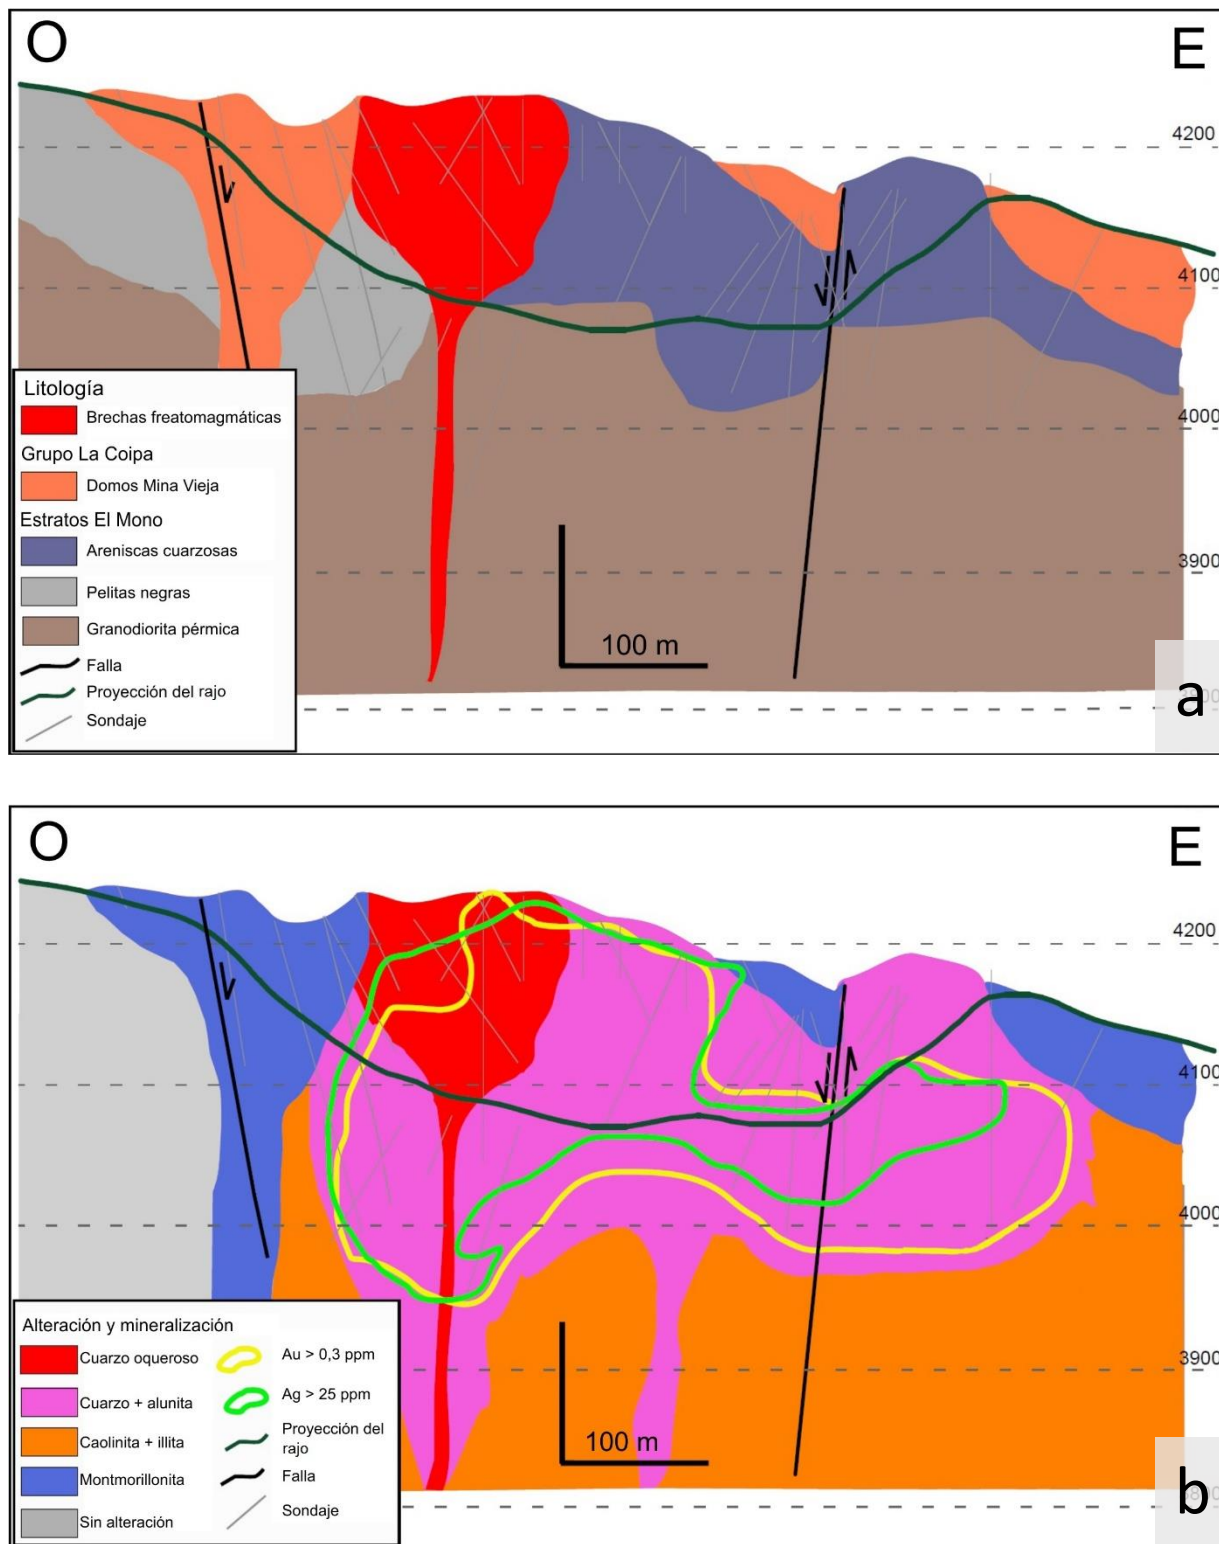 O
E
4200
4100
4000
3900
100 m
Litología
Brechas freatomagmáticas
Grupo La Coipa
Domos Mina Vieja
Estratos El Mono
Areniscas cuarzosas
Pelitas negras
Granodiorita pérmica
Falla
Proyección del rajo
Sondaje
a
O
E
4200
4100
4000
3900
100 m
Alteración y mineralización
Cuarzo oqueroso
Cuarzo + alunita
Caolinita + illita
Montmorillonita
Sin alteración
Au > 0,3 ppm
Ag > 25 ppm
Proyección del
rajo
Falla
Sondaje
b